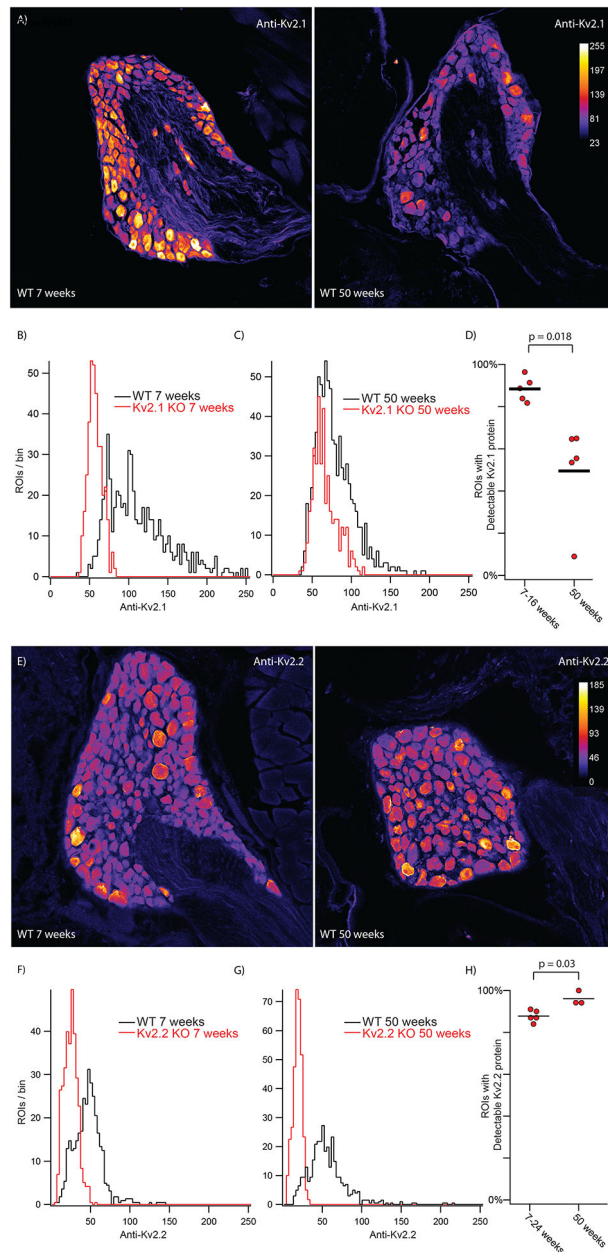 A)
Anti-Kv2.1
Anti-Kv2.1
255
197
139
81
23
WT 7 weeks
WT 50 weeks
B)
C)
D)
p = 0.018
50
40
30
20
10
0
ROIs / bin
WT 7 weeks
Kv2.1 KO 7 weeks
0
50
100
150
200
250
Anti-Kv2.1
50
40
30
20
10
0
WT 50 weeks
Kv2.1 KO 50 weeks
0
50
100
150
200
250
Anti-Kv2.1
100%
0%
ROIs with
Detectable Kv2.1 protein
7-16 weeks
50 weeks
E)
Anti-Kv2.2
Anti-Kv2.2
185
139
93
46
0
WT 7 weeks
WT 50 weeks
F)
G)
H)
p = 0.03
40
30
20
10
0
ROIs / bin
WT 7 weeks
Kv2.2 KO 7 weeks
50
100
150
200
250
Anti-Kv2.2
70
60
50
40
30
20
10
0
WT 50 weeks
Kv2.2 KO 50 weeks
50
100
150
200
250
Anti-Kv2.2
100%
0%
ROIs with
Detectable Kv2.2 protein
7-24 weeks
50 weeks